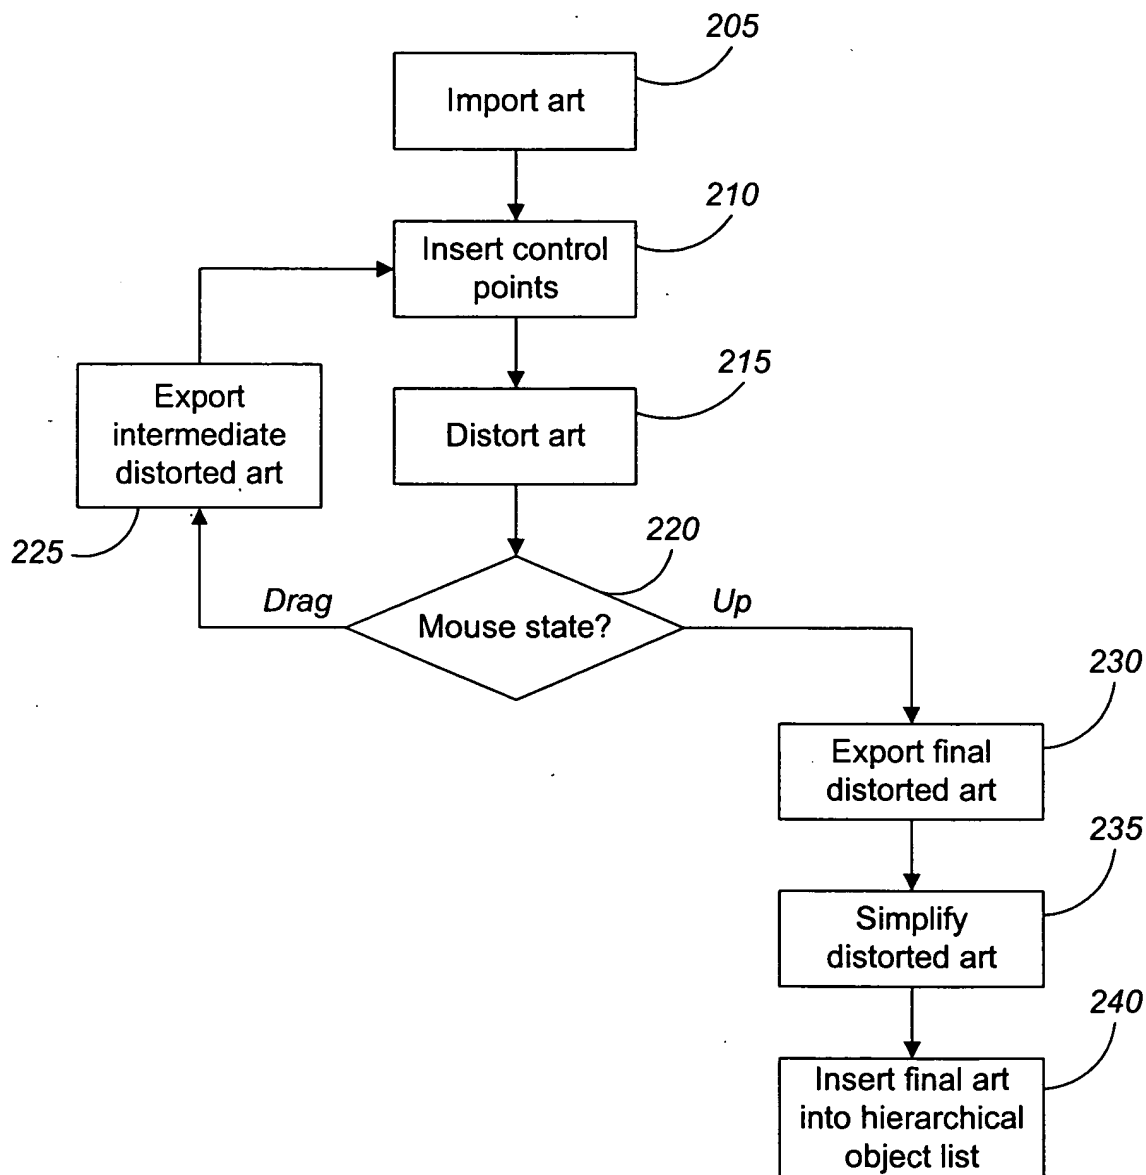 205
Import art
210
Insert control
points
215
Export
intermediate
distorted art
Distort art
225
220
Drag
Mouse state?
Up
230
Export final
distorted art
235
Simplify
distorted art
240
Insert final art
into hierarchical
object list